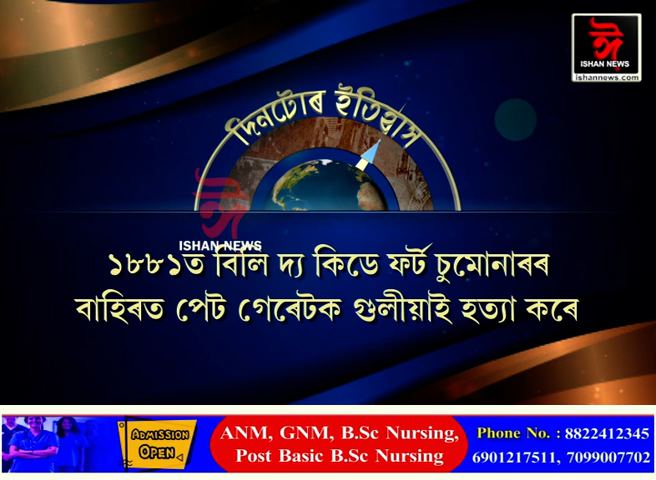 ঈ
ISHAN NEWS
ishannews.com
দিনটোৰ ইতিহাস
ঈ
ISHAN NEWS
১৮৮১ত বিলি দ্য কিডে ফৰ্ট চুমোনাৰৰ
বাহিৰত পেট গেৰেটক গুলীয়াই হত্যা কৰে
ADMISSION
OPEN
ANM, GNM, B.Sc Nursing,
Post Basic B.Sc Nursing
Phone No. : 8822412345
6901217511, 7099007702